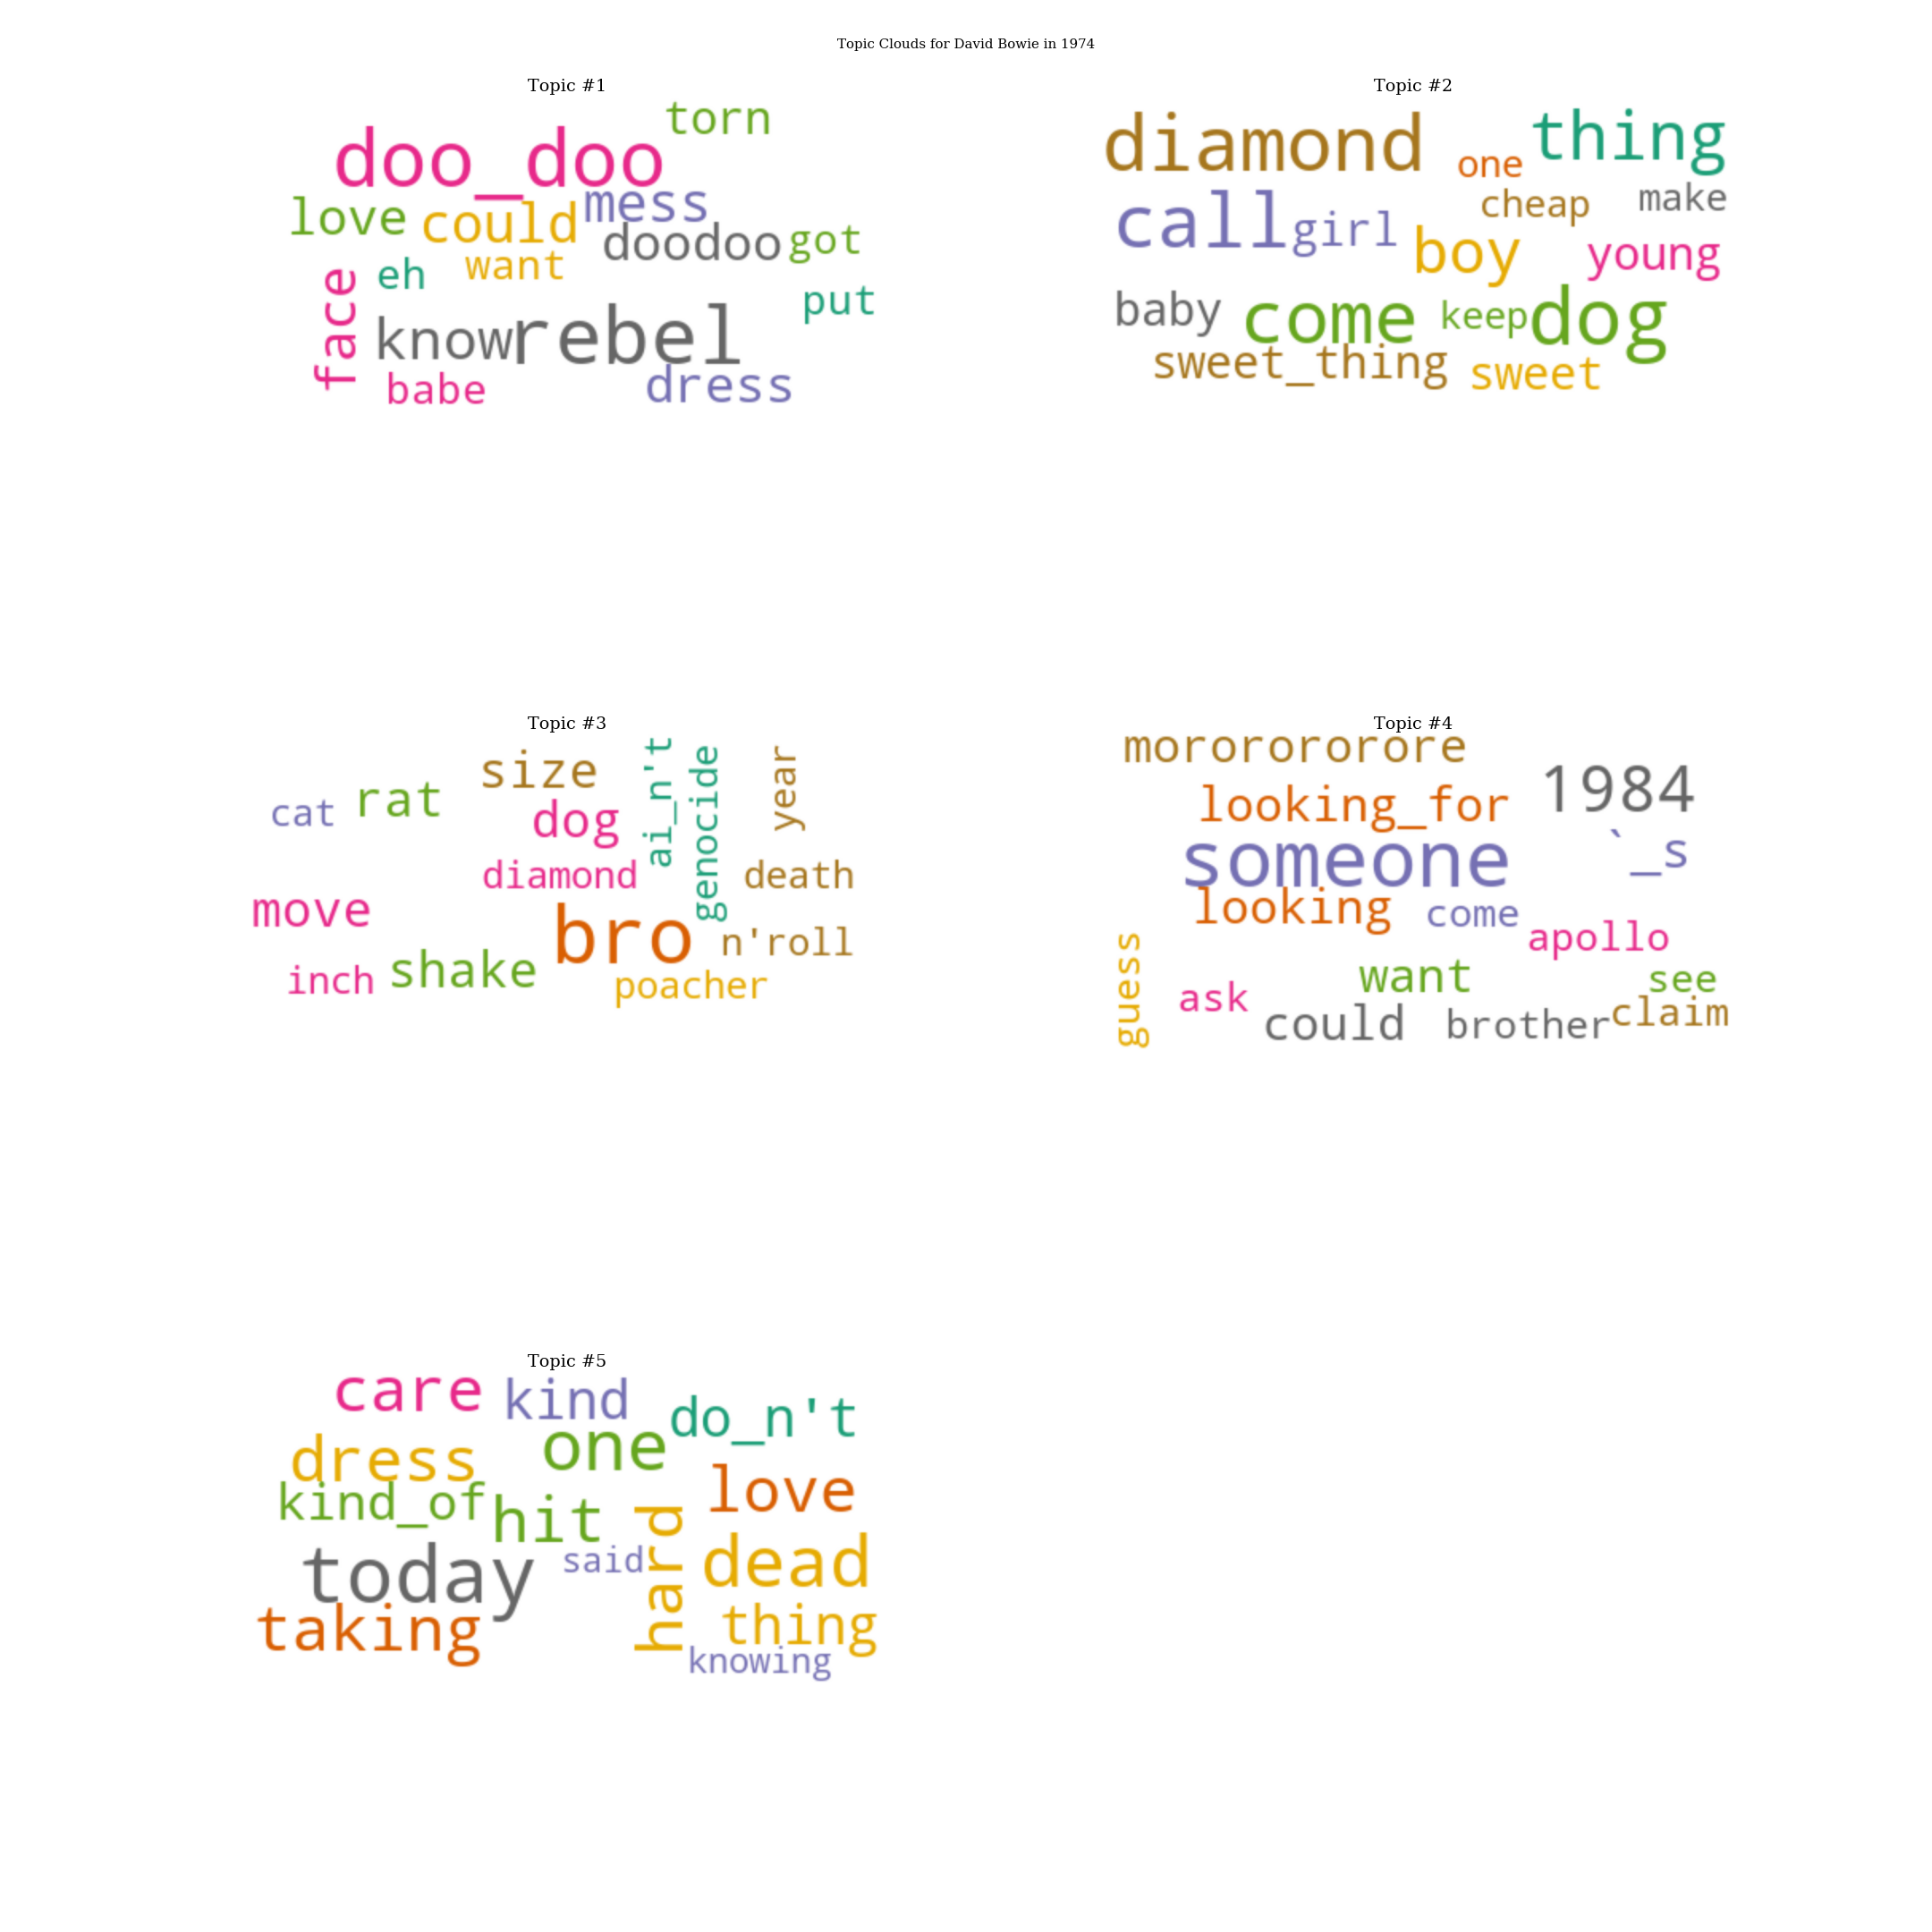 Topic Clouds for David Bowie in 1974
Topic #1
torn
doo_doo
mess
love could
doodoo got
eh want
face
put
know rebel
babe dress
Topic #2
diamond thing
one
cheap make
call girl boy young
baby come keep dog
sweet_thing sweet
Topic #3
size ai_n't genocide year
cat rat dog
diamond death
move bro n'roll
inch shake poacher
Topic #4
mororororore
looking_for 1984
someone `_s
looking come apollo
guess
want see
ask could brother claim
Topic #5
care kind do_n't
dress one
kind_of hit hard love
today said dead
taking thing
knowing